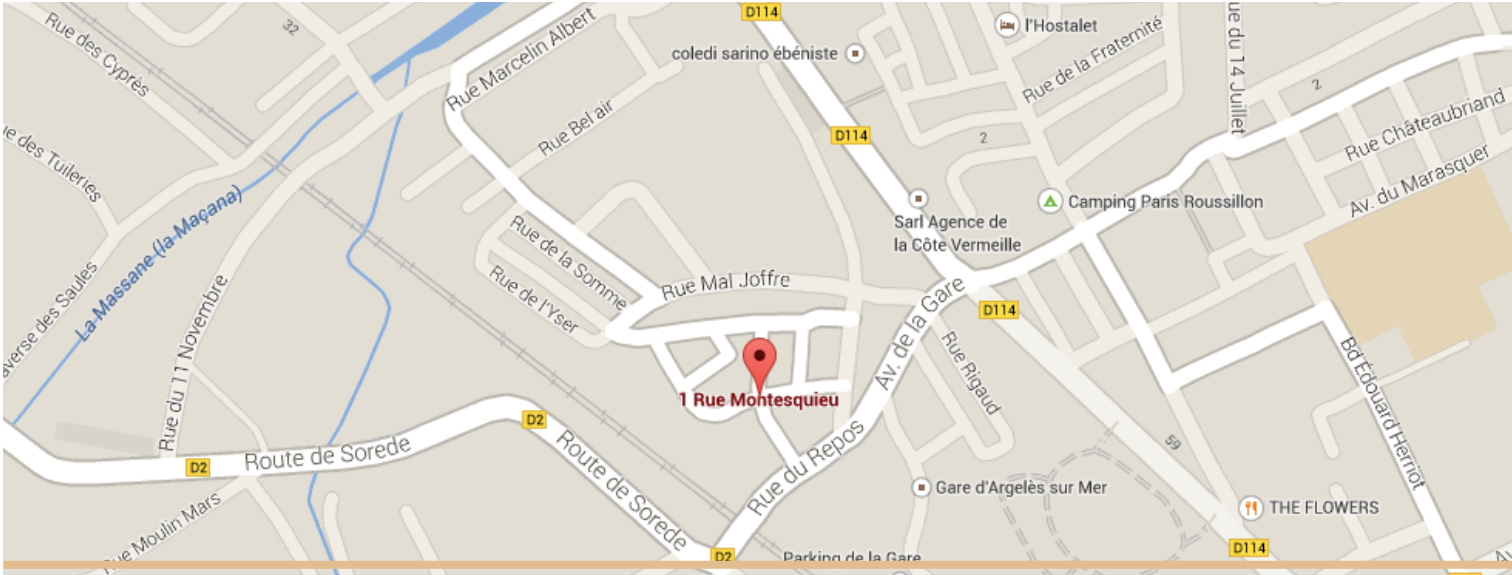 D114
32
l'Hostalet
Rue des Cyprés
Rue Marcelin Albert
coledi sarino ébéniste
Rue de la Fraternité
ue du 14 Juillet
2
Rue Bel air
D114
2
Rue Châteaubriand
ue des Tuileries
Av. du Marasquer
Camping Paris Roussillon
La Massane (la Maçana)
Sarl Agence de
la Côte Vermeille
Rue de la Somme
Rue de l'Yser
Rue Mal Joffre
averse des Saules
Rue du 11 Novembre
Av. de la Gare
D114
Rue Rigaud
Bd Édouard Herriot
1 Rue Montesquieu
D2
Route de Sorede
Route de Sorede
D2
Rue du Repos
59
Gare d'Argelès sur Mer
THE FLOWERS
Rue Moulin Mars
D2
Parking de la Gare
D114